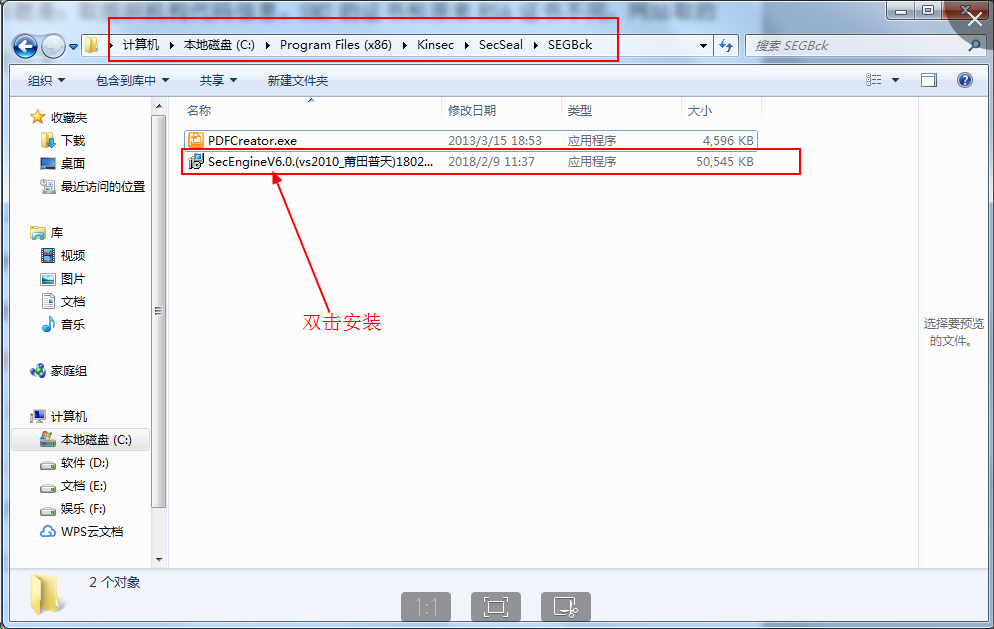 计算机 ▸ 本地磁盘 (C:) ▸ Program Files (x86) ▸ Kinsec ▸ SecSeal ▸ SEGBck
搜索 SEGBck
组织 包含到库中 共享 新建文件夹
名称 修改日期 类型 大小
PDFCreator.exe 2013/3/15 18:53 应用程序 4,596 KB
SecEngineV6.0.(vs2010_莆田普天)1802... 2018/2/9 11:37 应用程序 50,545 KB
双击安装
收藏夹
下载
桌面
最近访问的位置
库
视频
图片
文档
音乐
家庭组
计算机
本地磁盘 (C:)
软件 (D:)
文档 (E:)
娱乐 (F:)
WPS云文档
选择要预览
的文件。
2 个对象
1:1